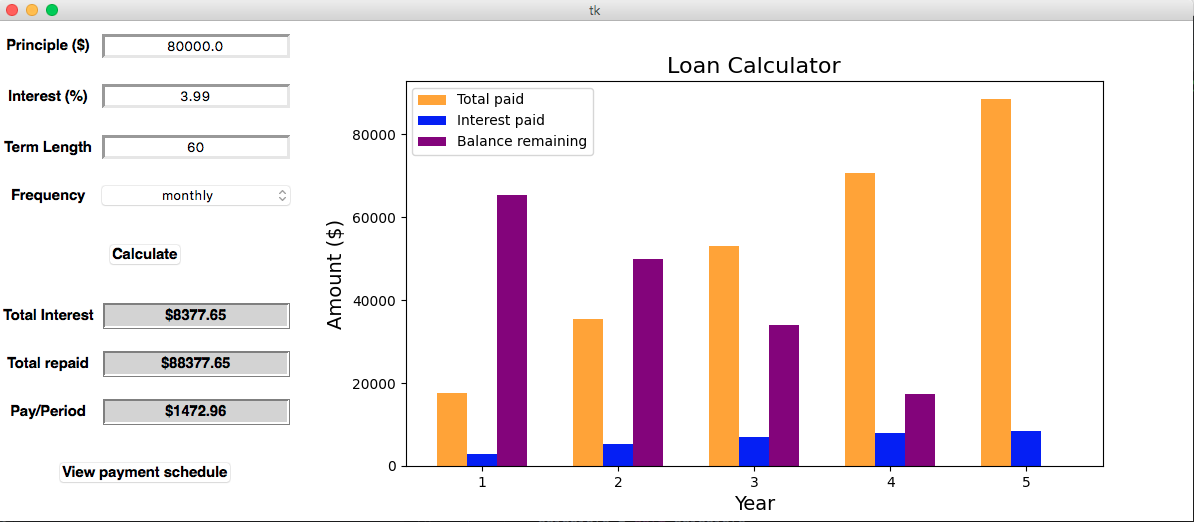 tk
Principle ($) 80000.0
Interest (%) 3.99
Term Length 60
Frequency monthly
Calculate
Total Interest $8377.65
Total repaid $88377.65
Pay/Period $1472.96
View payment schedule
Loan Calculator
Total paid
Interest paid
Balance remaining
Amount ($)
80000
60000
40000
20000
0
1 2 3 4 5
Year